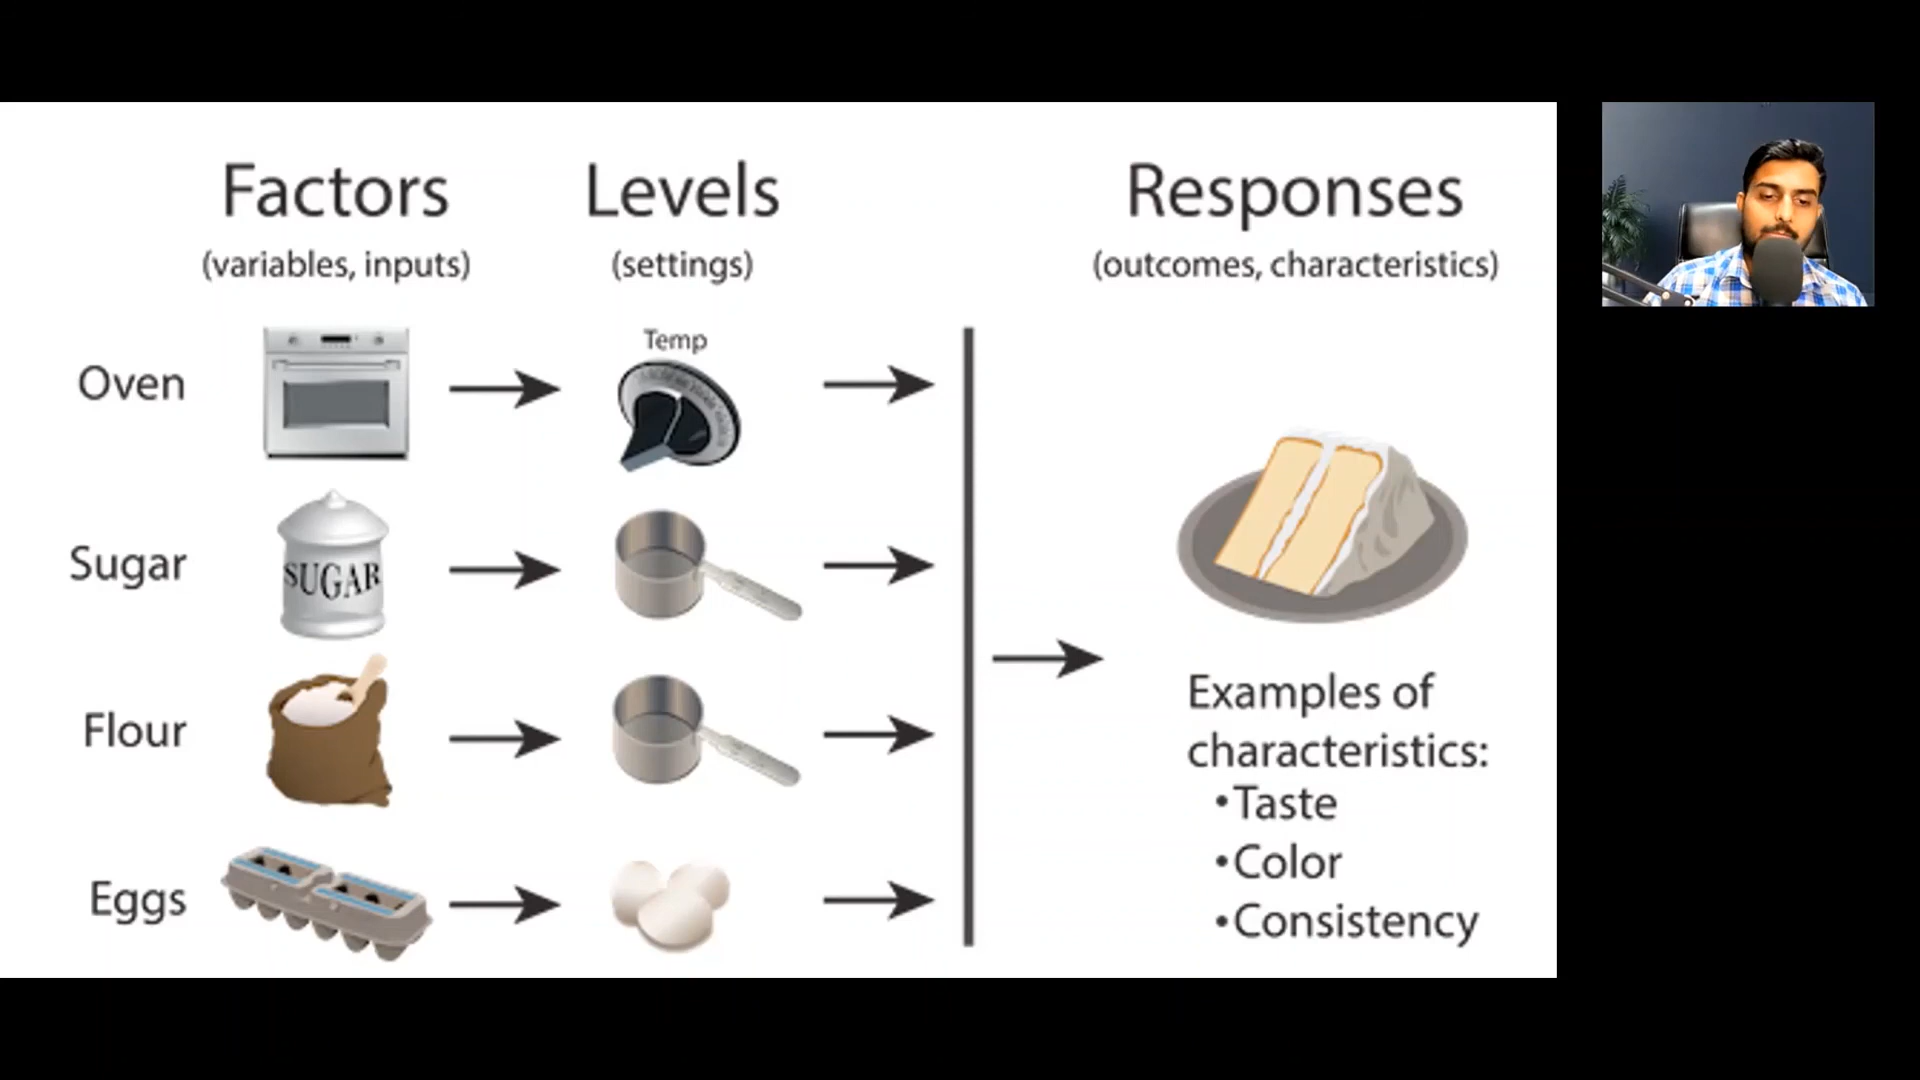 Factors
(variables, inputs)
Levels
(settings)
Responses
(outcomes, characteristics)
Oven
Temp
Sugar
SUGAR
Flour
Eggs
Examples of
characteristics:
•Taste
•Color
•Consistency